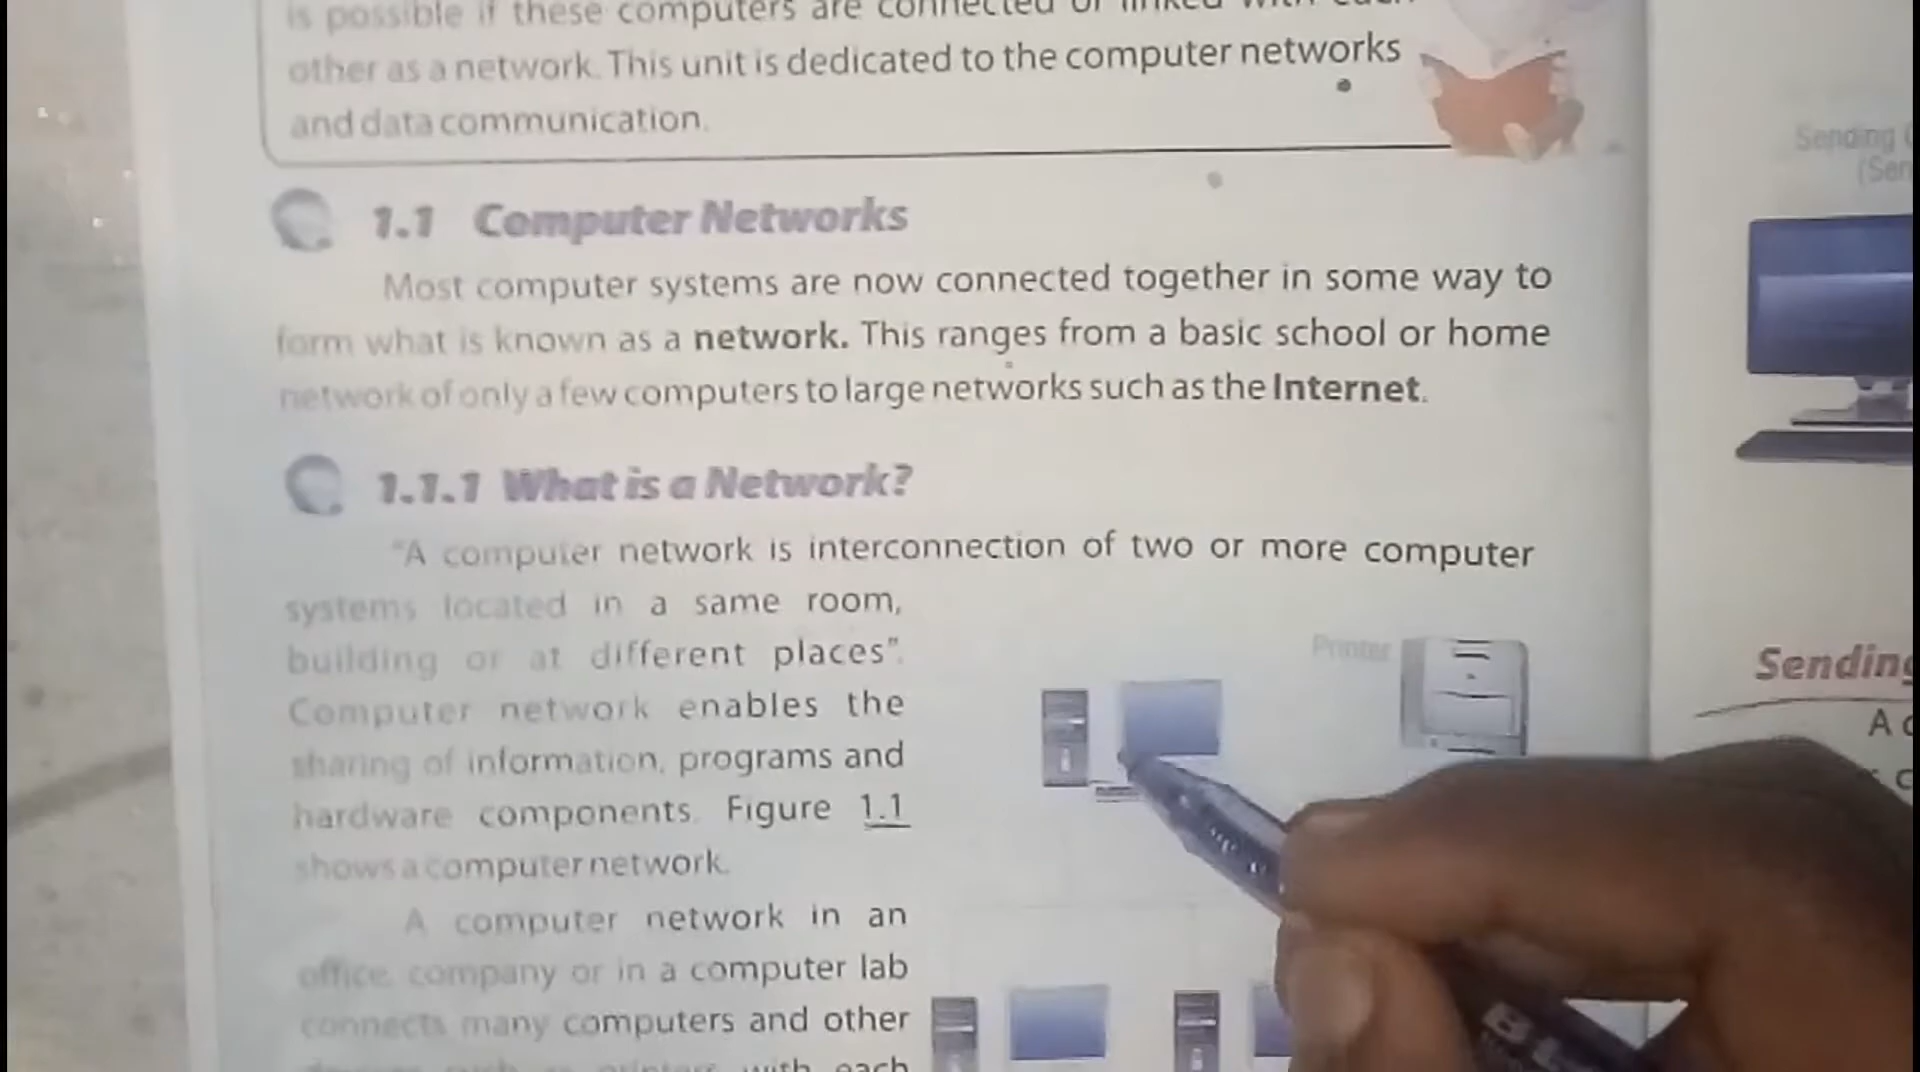 is possible if these computers are connected or linked with each
other as a network. This unit is dedicated to the computer networks
and data communication.
1.1 Computer Networks
Most computer systems are now connected together in some way to
form what is known as a network. This ranges from a basic school or home
network of only a few computers to large networks such as the Internet.
1.1.1 What is a Network?
"A computer network is interconnection of two or more computer
systems located in a same room,
building or at different places".
Computer network enables the
sharing of information, programs and
hardware components. Figure 1.1
shows a computer network.
A computer network in an
office, company or in a computer lab
connects many computers and other
with each
Printer
Sending
(Sen
Sending
A